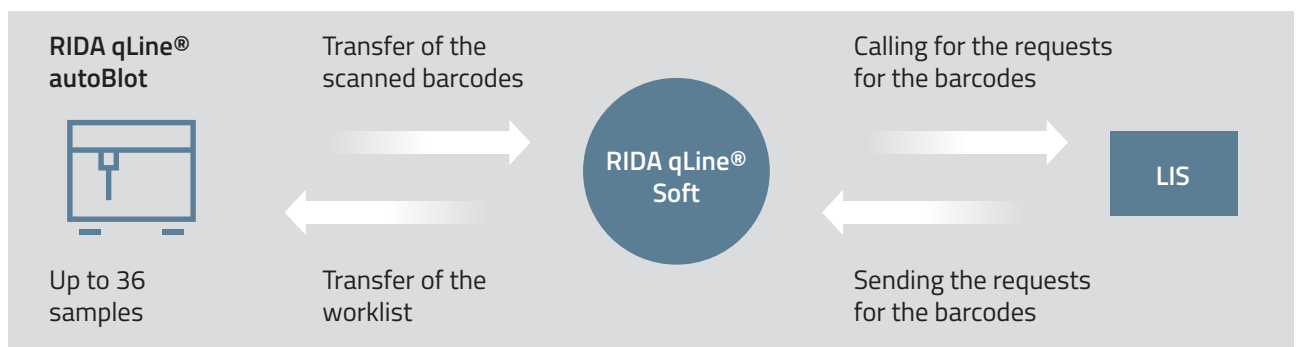 RIDA qLine®
autoBlot
Up to 36
samples
Transfer of the
scanned barcodes
Transfer of the
worklist
RIDA qLine®
Soft
Calling for the requests
for the barcodes
Sending the requests
for the barcodes
LIS